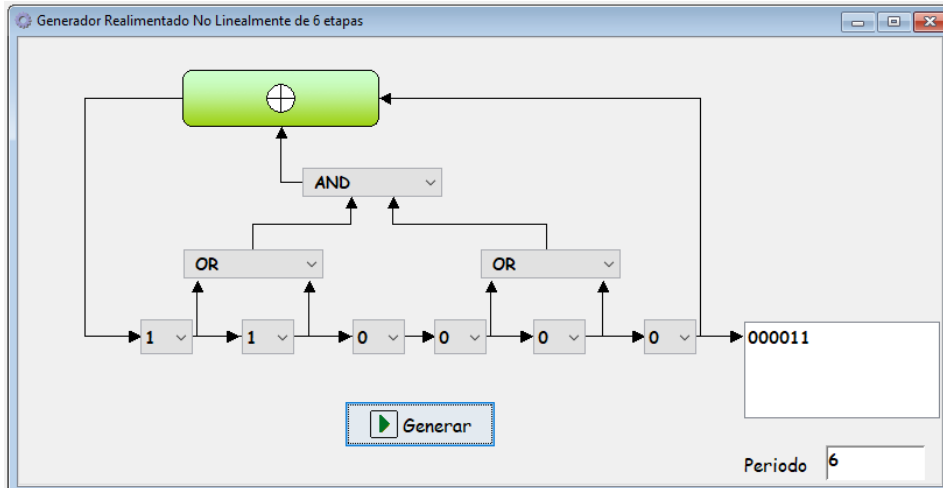 Generador Realimentado No Linealmente de 6 etapas
AND
OR OR
1 1 0 0 0 0 000011
Generar
Periodo 6